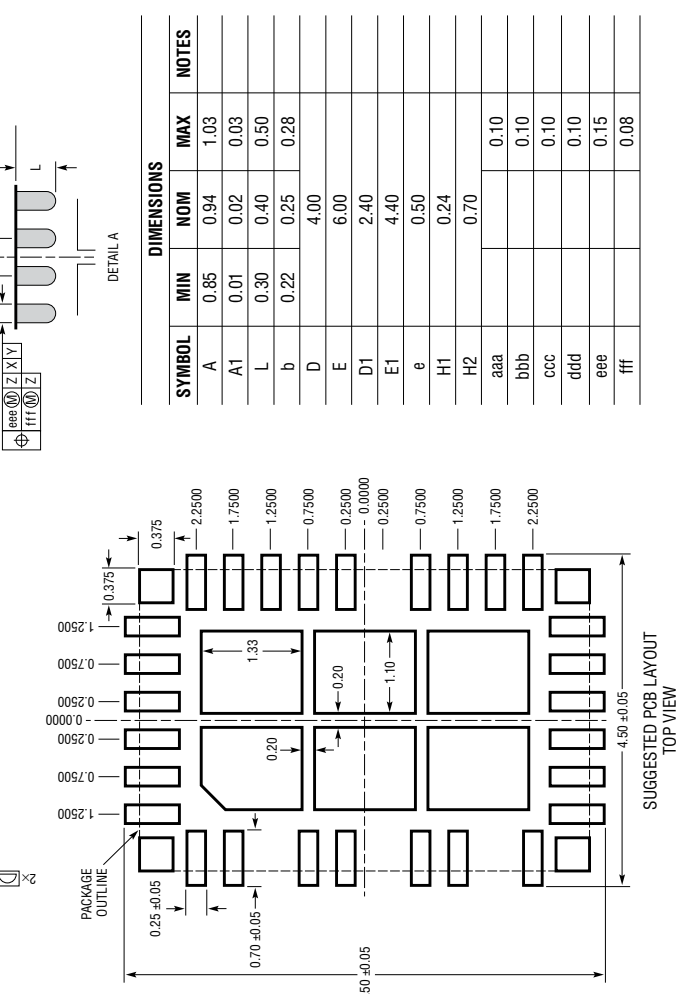 ⌖ eee Ⓜ Z X Y
fff Ⓜ Z
L
DETAIL A
DIMENSIONS
SYMBOL MIN NOM MAX NOTES
A 0.85 0.94 1.03
A1 0.01 0.02 0.03
L 0.30 0.40 0.50
b 0.22 0.25 0.28
D 4.00
E 6.00
D1 2.40
E1 4.40
e 0.50
H1 0.24
H2 0.70
aaa 0.10
bbb 0.10
ccc 0.10
ddd 0.10
eee 0.15
fff 0.08
2×
PACKAGE
OUTLINE
0.25 ±0.05
0.70 ±0.05
50 ±0.05
1.2500
0.7500
0.2500
0.0000
0.2500
0.7500
1.2500
0.375
0.375
2.2500
1.7500
1.2500
0.7500
0.2500
0.0000
0.2500
0.7500
1.2500
1.7500
2.2500
1.33
0.20
0.20
1.10
4.50 ±0.05
SUGGESTED PCB LAYOUT
TOP VIEW